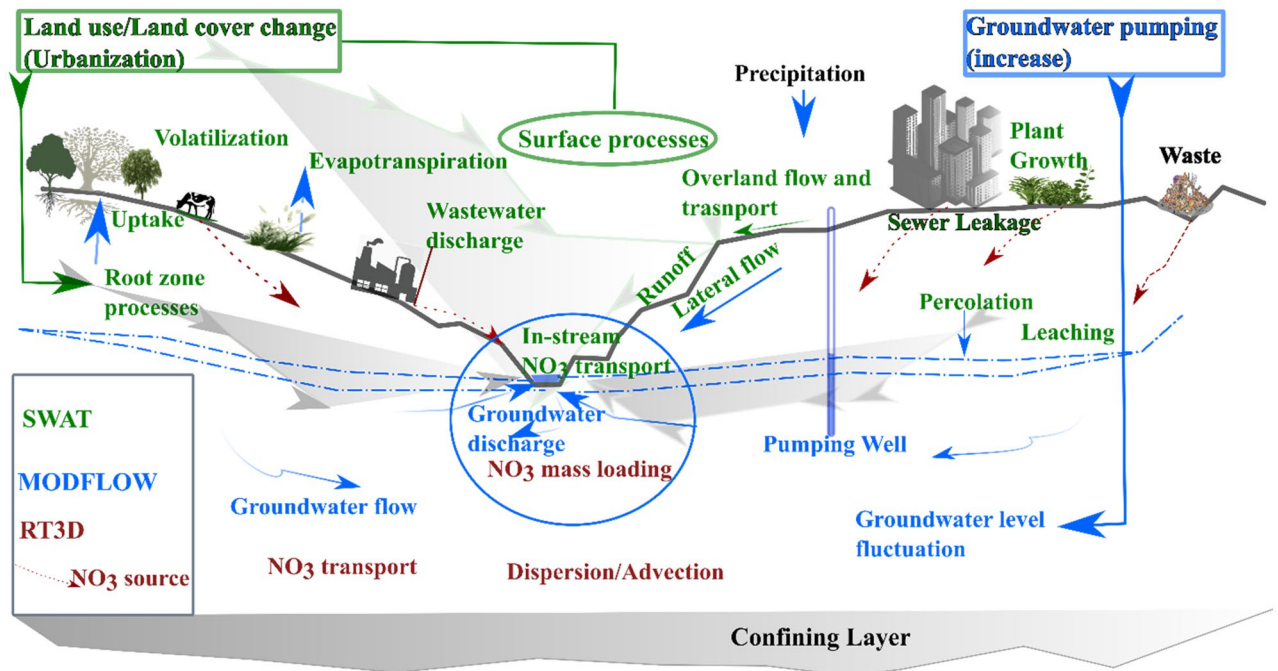 Land use/Land cover change
(Urbanization)
Groundwater pumping
(increase)
Precipitation
Volatilization
Surface processes
Plant
Growth
Evapotranspiration
Waste
Overland flow and
trasnport
Uptake
Wastewater
discharge
Sewer Leakage
Runoff
Lateral flow
Root zone
processes
Percolation
Leaching
In-stream
NO3 transport
SWAT
MODFLOW
RT3D
NO3 source
Groundwater
discharge
NO3 mass loading
Pumping Well
Groundwater flow
Groundwater level
fluctuation
NO3 transport
Dispersion/Advection
Confining Layer